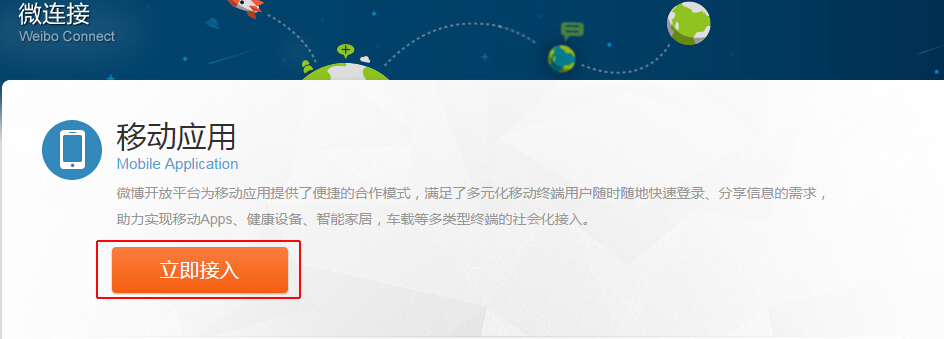 微连接
Weibo Connect
移动应用
Mobile Application
微博开放平台为移动应用提供了便捷的合作模式，满足了多元化移动终端用户随时随地快速登录、分享信息的需求，
助力实现移动Apps、健康设备、智能家居，车载等多类型终端的社会化接入。
立即接入